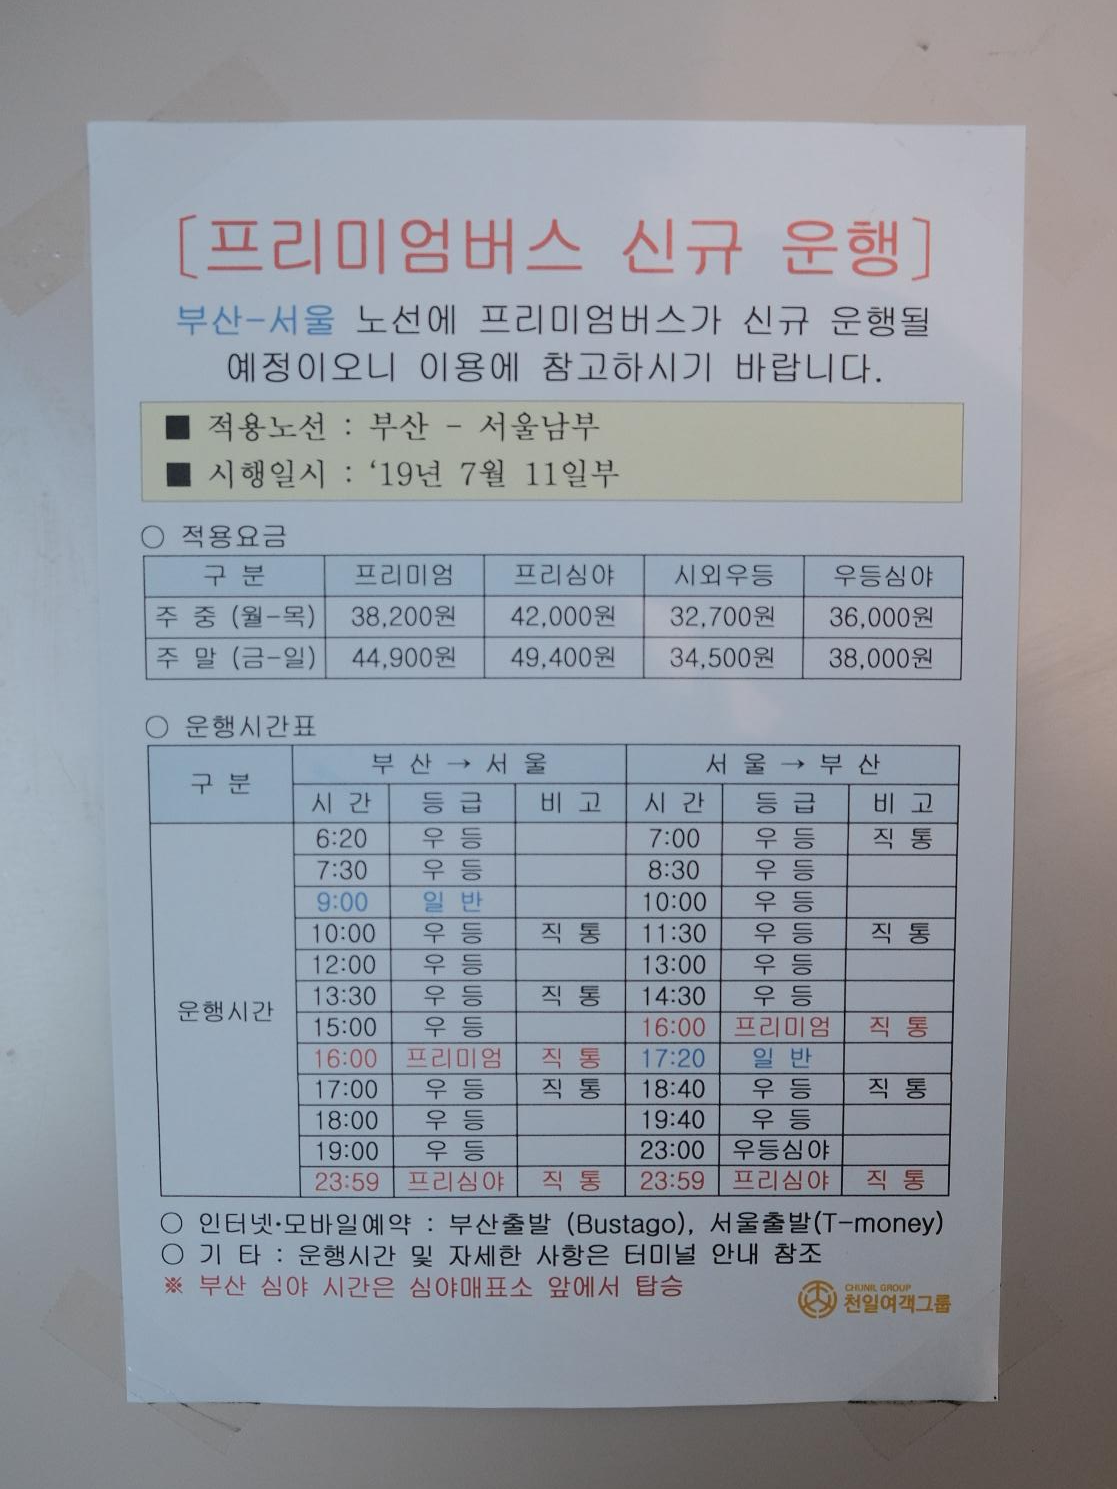 [프리미엄버스 신규 운행]
부산-서울 노선에 프리미엄버스가 신규 운행될
예정이오니 이용에 참고하시기 바랍니다.
■ 적용노선 : 부산 - 서울남부
■ 시행일시 : ‘19년 7월 11일부
○ 적용요금
구 분 프리미엄 프리심야 시외우등 우등심야
주 중 (월-목) 38,200원 42,000원 32,700원 36,000원
주 말 (금-일) 44,900원 49,400원 34,500원 38,000원
○ 운행시간표
구 분 부 산 → 서 울 서 울 → 부 산
시 간 등 급 비 고 시 간 등 급 비 고
6:20 우 등 7:00 우 등 직 통
7:30 우 등 8:30 우 등
9:00 일 반 10:00 우 등
10:00 우 등 직 통 11:30 우 등 직 통
12:00 우 등 13:00 우 등
13:30 우 등 직 통 14:30 우 등
운행시간 15:00 우 등 16:00 프리미엄 직 통
16:00 프리미엄 직 통 17:20 일 반
17:00 우 등 직 통 18:40 우 등 직 통
18:00 우 등 19:40 우 등
19:00 우 등 23:00 우등심야
23:59 프리심야 직 통 23:59 프리심야 직 통
○ 인터넷·모바일예약 : 부산출발 (Bustago), 서울출발(T-money)
○ 기 타 : 운행시간 및 자세한 사항은 터미널 안내 참조
※ 부산 심야 시간은 심야매표소 앞에서 탑승
CHUNIL GROUP
천일여객그룹